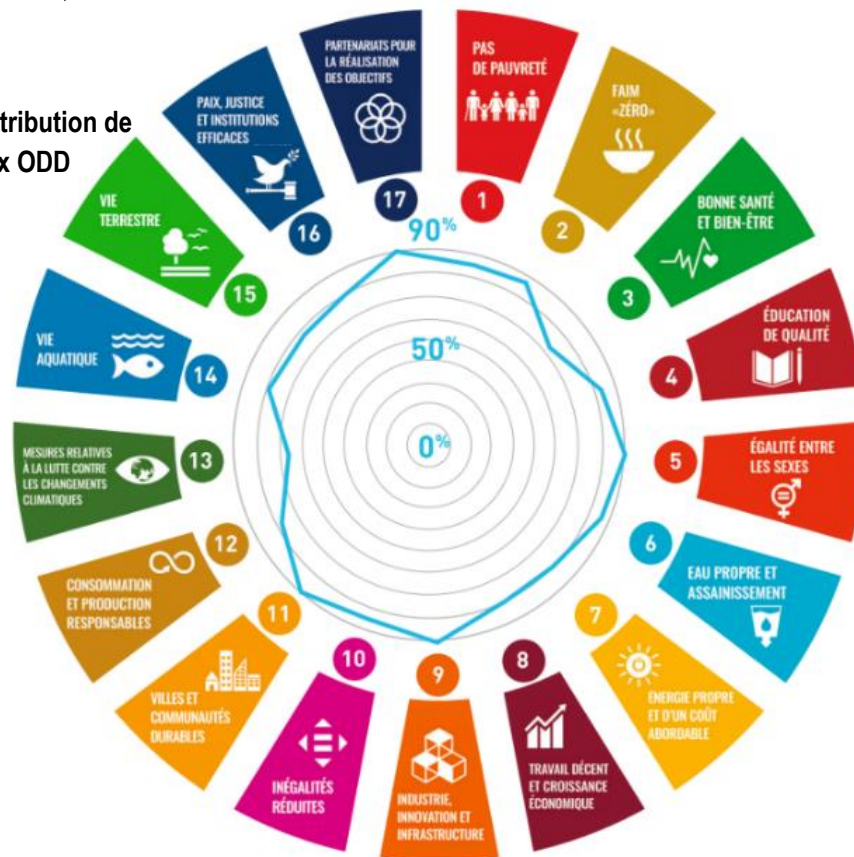 tribution de
x ODD
PARTENARIATS POUR
LA RÉALISATION
DES OBJECTIFS
17
PAS
DE PAUVRETÉ
1
FAIM
«ZÉRO»
2
BONNE SANTÉ
ET BIEN-ÊTRE
3
ÉDUCATION
DE QUALITÉ
4
ÉGALITÉ ENTRE
LES SEXES
5
EAU PROPRE ET
ASSAINISSEMENT
6
ENERGIE PROPRE
ET D'UN COÛT
ABORDABLE
7
TRAVAIL DÉCENT
ET CROISSANCE
ÉCONOMIQUE
8
INDUSTRIE,
INNOVATION ET
INFRASTRUCTURE
9
INÉGALITÉS
RÉDUITES
10
VILLES ET
COMMUNAUTÉS
DURABLES
11
CONSOMMATION
ET PRODUCTION
RESPONSABLES
12
MESURES RELATIVES
À LA LUTTE CONTRE
LES CHANGEMENTS
CLIMATIQUES
13
VIE
AQUATIQUE
14
VIE
TERRESTRE
15
PAIX, JUSTICE
ET INSTITUTIONS
EFFICACES
16
90%
50%
0%